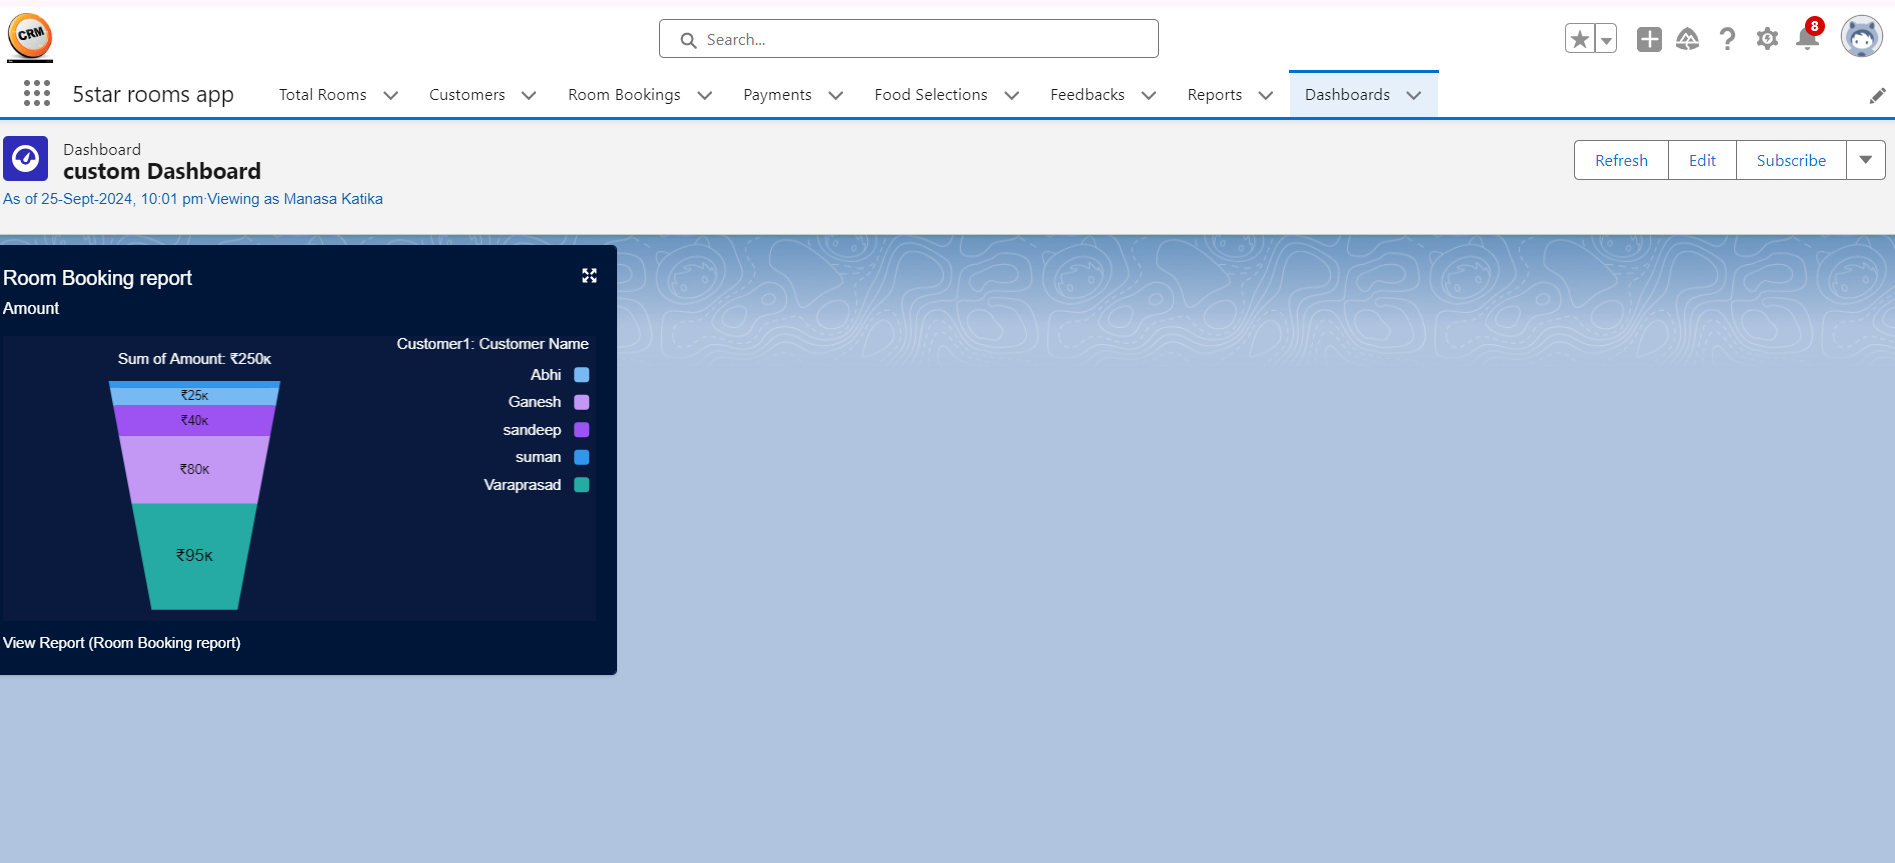 CRM
Search...
8
5star rooms app
Total Rooms
Customers
Room Bookings
Payments
Food Selections
Feedbacks
Reports
Dashboards
Dashboard
custom Dashboard
As of 25-Sept-2024, 10:01 pm·Viewing as Manasa Katika
Refresh
Edit
Subscribe
Room Booking report
Amount
Sum of Amount: ₹250K
₹25K
₹40K
₹80K
₹95K
Customer1: Customer Name
Abhi
Ganesh
sandeep
suman
Varaprasad
View Report (Room Booking report)